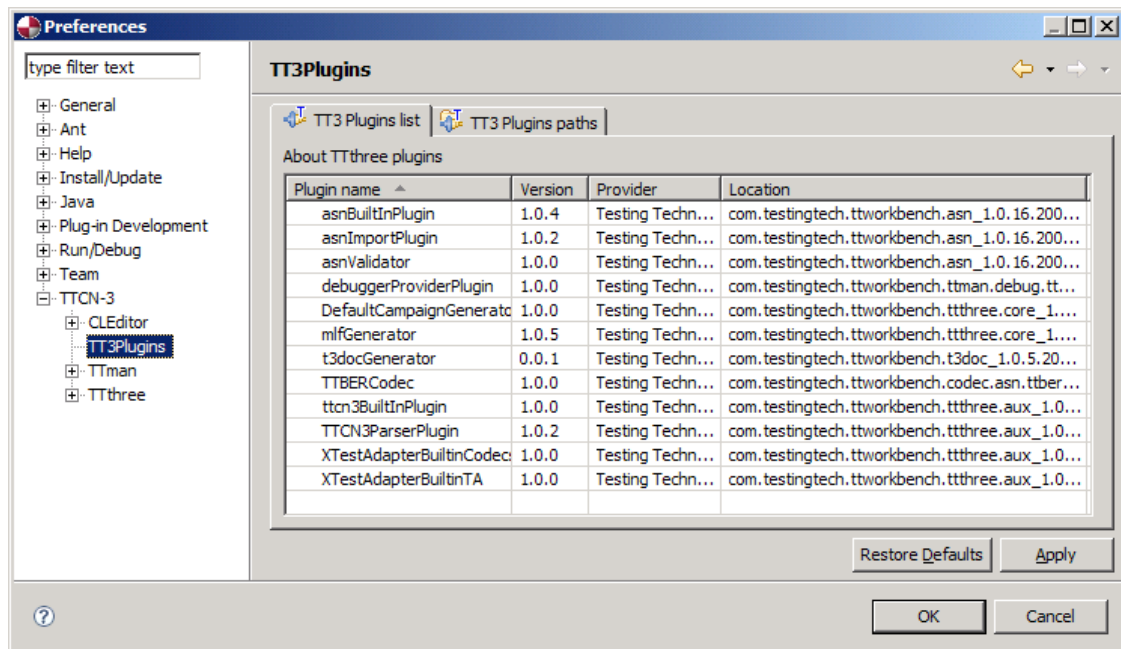 Preferences
type filter text
General
Ant
Help
Install/Update
Java
Plug-in Development
Run/Debug
Team
TTCN-3
CLEditor
TT3Plugins
TTman
TTthree
TT3Plugins
TT3 Plugins list TT3 Plugins paths
About TTthree plugins
Plugin name Version Provider Location
asnBuiltInPlugin 1.0.4 Testing Techn... com.testingtech.ttworkbench.asn_1.0.16.200...
asnImportPlugin 1.0.2 Testing Techn... com.testingtech.ttworkbench.asn_1.0.16.200...
asnValidator 1.0.0 Testing Techn... com.testingtech.ttworkbench.asn_1.0.16.200...
debuggerProviderPlugin 1.0.0 Testing Techn... com.testingtech.ttworkbench.ttman.debug.tt...
DefaultCampaignGenerato 1.0.0 Testing Techn... com.testingtech.ttworkbench.ttthree.core_1....
mlfGenerator 1.0.5 Testing Techn... com.testingtech.ttworkbench.ttthree.core_1....
t3docGenerator 0.0.1 Testing Techn... com.testingtech.ttworkbench.t3doc_1.0.5.20...
TTBERCodec 1.0.0 Testing Techn... com.testingtech.ttworkbench.codec.asn.ttber...
ttcn3BuiltInPlugin 1.0.0 Testing Techn... com.testingtech.ttworkbench.ttthree.aux_1.0...
TTCN3ParserPlugin 1.0.2 Testing Techn... com.testingtech.ttworkbench.ttthree.aux_1.0...
XTestAdapterBuiltinCodecs 1.0.0 Testing Techn... com.testingtech.ttworkbench.ttthree.aux_1.0...
XTestAdapterBuiltinTA 1.0.0 Testing Techn... com.testingtech.ttworkbench.ttthree.aux_1.0...
Restore Defaults Apply
OK Cancel